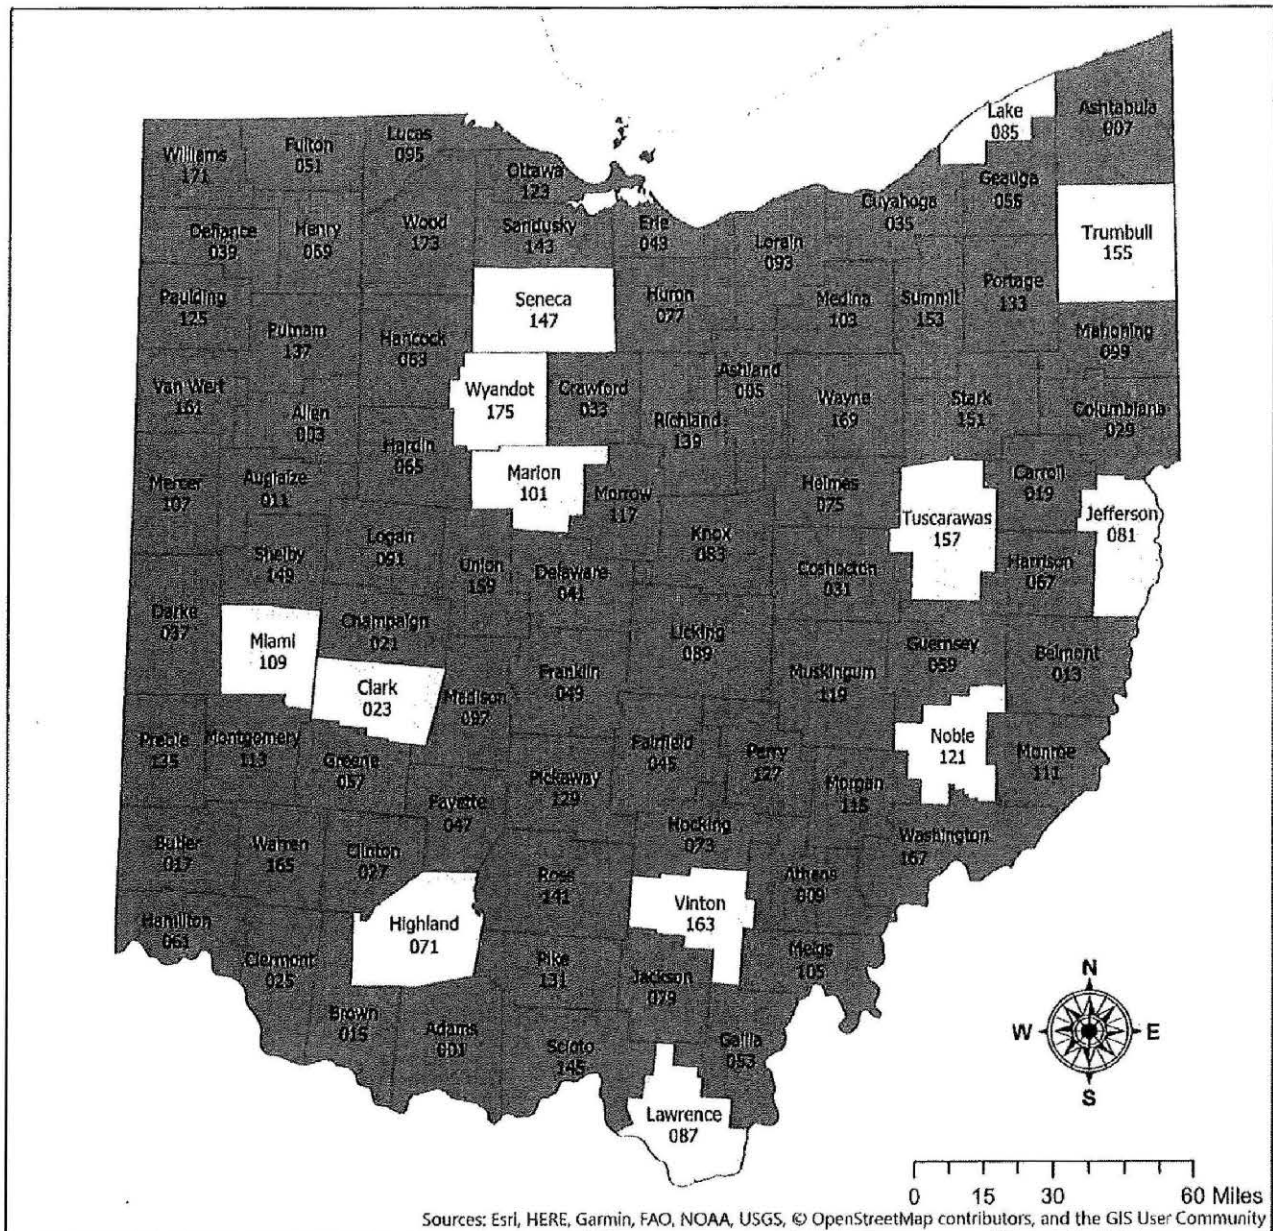 Lake
085
Ashtabula
007
Williams
171
Fulton
051
Lucas
095
Ottawa
123
Geauga
055
Cuyahoga
035
Defiance
039
Henry
069
Wood
173
Sandusky
143
Erie
043
Lorain
093
Trumbull
155
Paulding
125
Seneca
147
Huron
077
Medina
103
Summit
153
Portage
133
Putnam
137
Hancock
063
Mahoning
099
Van Wert
161
Wyandot
175
Crawford
033
Ashland
005
Wayne
169
Stark
151
Columbiana
029
Allen
003
Richland
139
Hardin
065
Mercer
107
Auglaize
011
Marion
101
Morrow
117
Holmes
075
Carroll
019
Tuscarawas
157
Jefferson
081
Logan
091
Knox
083
Shelby
149
Union
159
Delaware
041
Coshocton
031
Harrison
067
Darke
037
Champaign
021
Licking
089
Miami
109
Guernsey
059
Belmont
013
Franklin
049
Muskingum
119
Clark
023
Madison
097
Preble
135
Montgomery
113
Greene
057
Fairfield
045
Perry
127
Noble
121
Monroe
111
Pickaway
129
Morgan
115
Fayette
047
Hocking
073
Washington
167
Butler
017
Warren
165
Clinton
027
Ross
141
Athens
009
Vinton
163
Hamilton
061
Highland
071
Clermont
025
Pike
131
Jackson
079
Meigs
105
Brown
015
Adams
001
Scioto
145
Gallia
053
Lawrence
087
N
W
E
S
0 15 30 60 Miles
Sources: Esri, HERE, Garmin, FAO, NOAA, USGS, © OpenStreetMap contributors, and the GIS User Community